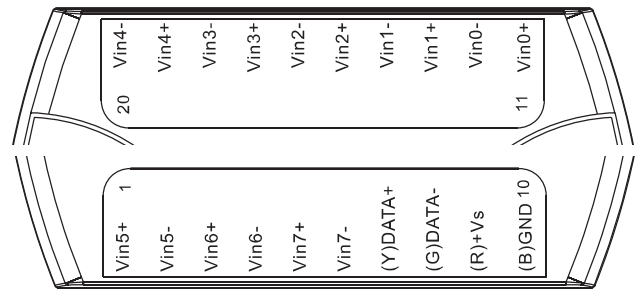 Vin4-
Vin4+
Vin3-
Vin3+
Vin2-
Vin2+
Vin1-
Vin1+
Vin0-
Vin0+
20
11
1
10
Vin5+
Vin5-
Vin6+
Vin6-
Vin7+
Vin7-
(Y)DATA+
(G)DATA-
(R)+Vs
(B)GND